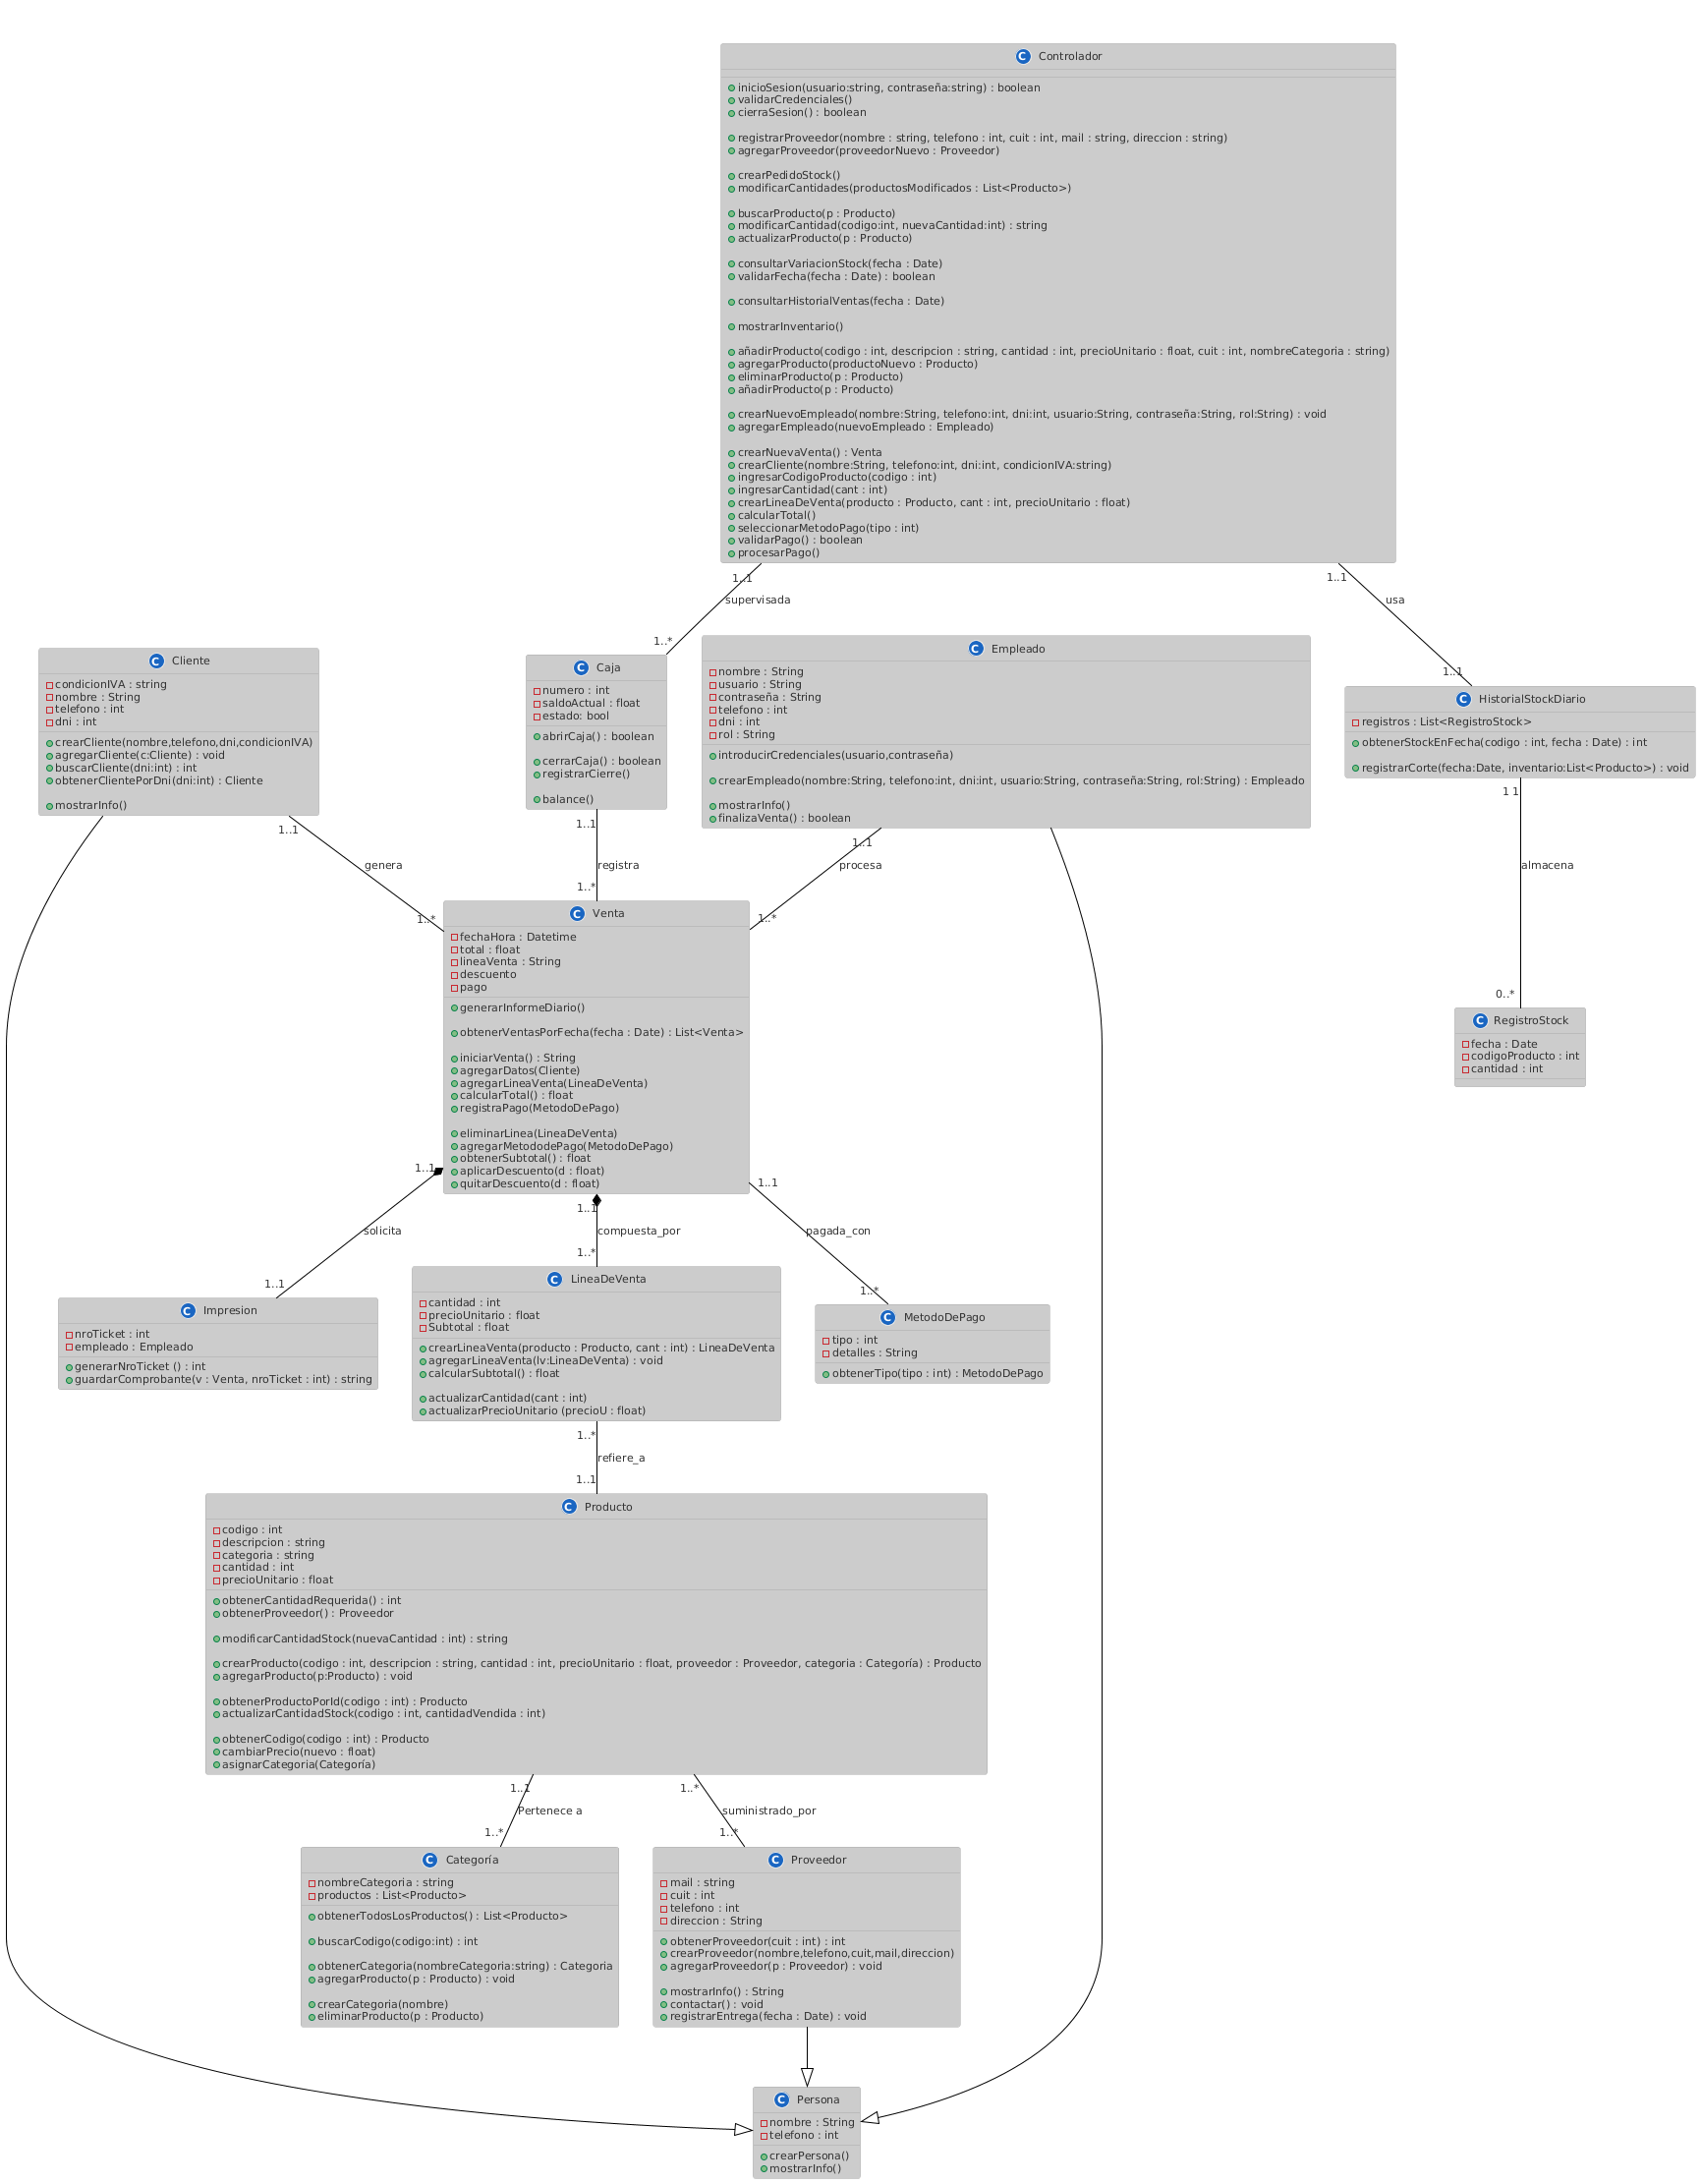 Controlador
inicioSesion(usuario:string, contraseña:string) : boolean
validarCredenciales()
cierraSesion() : boolean
registrarProveedor(nombre : string, telefono : int, cuit : int, mail : string, direccion : string)
agregarProveedor(proveedorNuevo : Proveedor)
crearPedidoStock()
modificarCantidades(productosModificados : List<Producto>)
buscarProducto(p : Producto)
modificarCantidad(codigo:int, nuevaCantidad:int) : string
actualizarProducto(p : Producto)
consultarVariacionStock(fecha : Date)
validarFecha(fecha : Date) : boolean
consultarHistorialVentas(fecha : Date)
mostrarInventario()
añadirProducto(codigo : int, descripcion : string, cantidad : int, precioUnitario : float, cuit : int, nombreCategoria : string)
agregarProducto(productoNuevo : Producto)
eliminarProducto(p : Producto)
añadirProducto(p : Producto)
crearNuevoEmpleado(nombre:String, telefono:int, dni:int, usuario:String, contraseña:String, rol:String) : void
agregarEmpleado(nuevoEmpleado : Empleado)
crearNuevaVenta() : Venta
crearCliente(nombre:String, telefono:int, dni:int, condicionIVA:string)
ingresarCodigoProducto(codigo : int)
ingresarCantidad(cant : int)
crearLineaDeVenta(producto : Producto, cant : int, precioUnitario : float)
calcularTotal()
seleccionarMetodoPago(tipo : int)
validarPago() : boolean
procesarPago()
1..1
supervisada
1..*
1..1
usa
1..1
Cliente
condicionIVA : string
nombre : String
telefono : int
dni : int
crearCliente(nombre,telefono,dni,condicionIVA)
agregarCliente(c:Cliente) : void
buscarCliente(dni:int) : int
obtenerClientePorDni(dni:int) : Cliente
mostrarInfo()
Caja
numero : int
saldoActual : float
estado: bool
abrirCaja() : boolean
cerrarCaja() : boolean
registrarCierre()
balance()
Empleado
nombre : String
usuario : String
contraseña : String
telefono : int
dni : int
rol : String
introducirCredenciales(usuario,contraseña)
crearEmpleado(nombre:String, telefono:int, dni:int, usuario:String, contraseña:String, rol:String) : Empleado
mostrarInfo()
finalizaVenta() : boolean
HistorialStockDiario
registros : List<RegistroStock>
obtenerStockEnFecha(codigo : int, fecha : Date) : int
registrarCorte(fecha:Date, inventario:List<Producto>) : void
1..1
genera
1..*
1..1
registra
1..*
1..1
procesa
1..*
1 1
almacena
0..*
Venta
fechaHora : Datetime
total : float
lineaVenta : String
descuento
pago
generarInformeDiario()
obtenerVentasPorFecha(fecha : Date) : List<Venta>
iniciarVenta() : String
agregarDatos(Cliente)
agregarLineaVenta(LineaDeVenta)
calcularTotal() : float
registraPago(MetodoDePago)
eliminarLinea(LineaDeVenta)
agregarMetododePago(MetodoDePago)
obtenerSubtotal() : float
aplicarDescuento(d : float)
quitarDescuento(d : float)
RegistroStock
fecha : Date
codigoProducto : int
cantidad : int
1..1
solicita
1..1
1..1
compuesta_por
1..*
1..1
pagada_con
1..*
Impresion
nroTicket : int
empleado : Empleado
generarNroTicket () : int
guardarComprobante(v : Venta, nroTicket : int) : string
LineaDeVenta
cantidad : int
precioUnitario : float
Subtotal : float
crearLineaVenta(producto : Producto, cant : int) : LineaDeVenta
agregarLineaVenta(lv:LineaDeVenta) : void
calcularSubtotal() : float
actualizarCantidad(cant : int)
actualizarPrecioUnitario (precioU : float)
MetodoDePago
tipo : int
detalles : String
obtenerTipo(tipo : int) : MetodoDePago
1..*
refiere_a
1..1
Producto
codigo : int
descripcion : string
categoria : string
cantidad : int
precioUnitario : float
obtenerCantidadRequerida() : int
obtenerProveedor() : Proveedor
modificarCantidadStock(nuevaCantidad : int) : string
crearProducto(codigo : int, descripcion : string, cantidad : int, precioUnitario : float, proveedor : Proveedor, categoria : Categoría) : Producto
agregarProducto(p:Producto) : void
obtenerProductoPorId(codigo : int) : Producto
actualizarCantidadStock(codigo : int, cantidadVendida : int)
obtenerCodigo(codigo : int) : Producto
cambiarPrecio(nuevo : float)
asignarCategoria(Categoría)
1..1
Pertenece a
1..*
1..*
suministrado_por
1..*
Categoría
nombreCategoria : string
productos : List<Producto>
obtenerTodosLosProductos() : List<Producto>
buscarCodigo(codigo:int) : int
obtenerCategoria(nombreCategoria:string) : Categoria
agregarProducto(p : Producto) : void
crearCategoria(nombre)
eliminarProducto(p : Producto)
Proveedor
mail : string
cuit : int
telefono : int
direccion : String
obtenerProveedor(cuit : int) : int
crearProveedor(nombre,telefono,cuit,mail,direccion)
agregarProveedor(p : Proveedor) : void
mostrarInfo() : String
contactar() : void
registrarEntrega(fecha : Date) : void
Persona
nombre : String
telefono : int
crearPersona()
mostrarInfo()